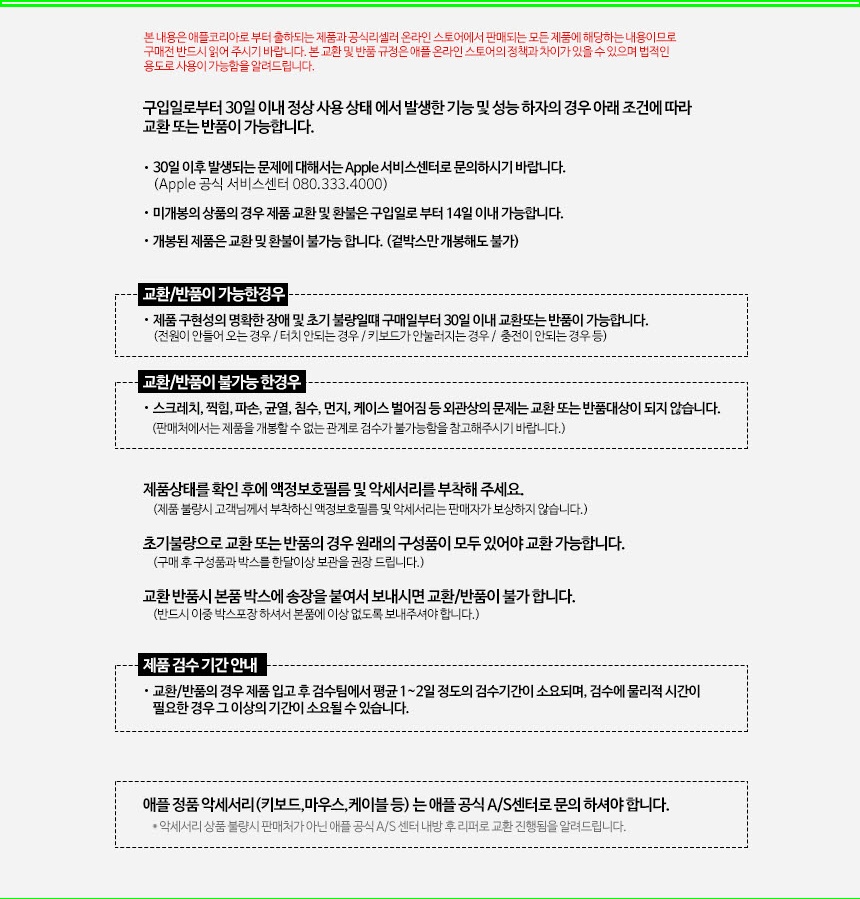 본 내용은 애플코리아로 부터 출하되는 제품과 공식리셀러 온라인 스토어에서 판매되는 모든 제품에 해당하는 내용이므로
구매전 반드시 읽어 주시기 바랍니다. 본 교환 및 반품 규정은 애플 온라인 스토어의 정책과 차이가 있을 수 있으며 법적인
용도로 사용이 가능함을 알려드립니다.
구입일로부터 30일 이내 정상 사용 상태 에서 발생한 기능 및 성능 하자의 경우 아래 조건에 따라
교환 또는 반품이 가능합니다.
· 30일 이후 발생되는 문제에 대해서는 Apple 서비스센터로 문의하시기 바랍니다.
(Apple 공식 서비스센터 080.333.4000)
· 미개봉의 상품의 경우 제품 교환 및 환불은 구입일로 부터 14일 이내 가능합니다.
· 개봉된 제품은 교환 및 환불이 불가능 합니다. (겉박스만 개봉해도 불가)
교환/반품이 가능한경우
· 제품 구현성의 명확한 장애 및 초기 불량일때 구매일부터 30일 이내 교환또는 반품이 가능합니다.
(전원이 안들어 오는 경우 / 터치 안되는 경우 / 키보드가 안눌러지는 경우 / 충전이 안되는 경우 등)
교환/반품이 불가능 한경우
· 스크레치, 찍힘, 파손, 균열, 침수, 먼지, 케이스 벌어짐 등 외관상의 문제는 교환 또는 반품대상이 되지 않습니다.
(판매처에서는 제품을 개봉할 수 없는 관계로 검수가 불가능함을 참고해주시기 바랍니다.)
제품상태를 확인 후에 액정보호필름 및 악세서리를 부착해 주세요.
(제품 불량시 고객님께서 부착하신 액정보호필름 및 악세서리는 판매자가 보상하지 않습니다.)
초기불량으로 교환 또는 반품의 경우 원래의 구성품이 모두 있어야 교환 가능합니다.
(구매 후 구성품과 박스를 한달이상 보관을 권장 드립니다.)
교환 반품시 본품 박스에 송장을 붙여서 보내시면 교환/반품이 불가 합니다.
(반드시 이중 박스포장 하셔서 본품에 이상 없도록 보내주셔야 합니다.)
제품 검수 기간 안내
· 교환/반품의 경우 제품 입고 후 검수팀에서 평균 1~2일 정도의 검수기간이 소요되며, 검수에 물리적 시간이
필요한 경우 그 이상의 기간이 소요될 수 있습니다.
애플 정품 악세서리(키보드,마우스,케이블 등) 는 애플 공식 A/S센터로 문의 하셔야 합니다.
* 악세서리 상품 불량시 판매처가 아닌 애플 공식 A/S 센터 내방 후 리퍼로 교환 진행됨을 알려드립니다.